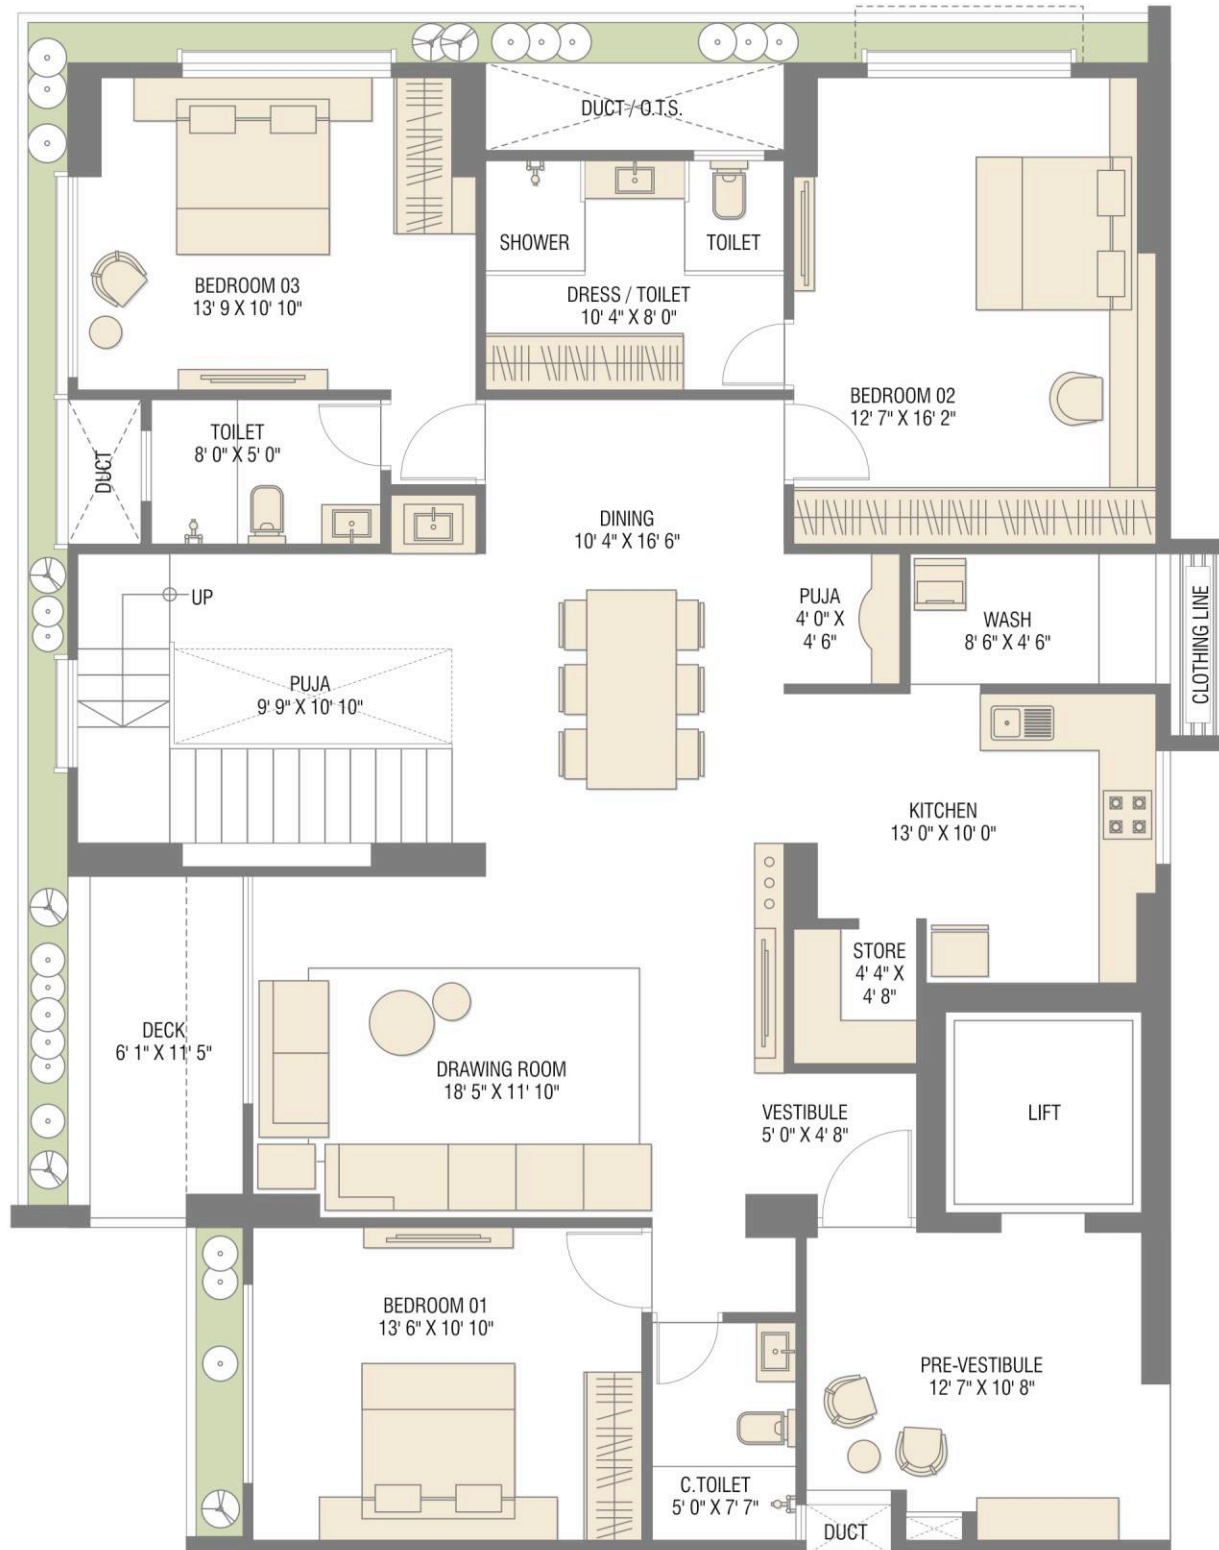 DUCT / O.T.S.
SHOWER
TOILET
BEDROOM 03
13' 9 X 10' 10"
DRESS / TOILET
10' 4" X 8' 0"
BEDROOM 02
12' 7" X 16' 2"
TOILET
8' 0" X 5' 0"
DUCT
DINING
10' 4" X 16' 6"
UP
PUJA
4' 0" X
4' 6"
WASH
8' 6" X 4' 6"
CLOTHING LINE
PUJA
9' 9" X 10' 10"
KITCHEN
13' 0" X 10' 0"
STORE
4' 4" X
4' 8"
DECK
6' 1" X 11' 5"
DRAWING ROOM
18' 5" X 11' 10"
VESTIBULE
5' 0" X 4' 8"
LIFT
BEDROOM 01
13' 6" X 10' 10"
PRE-VESTIBULE
12' 7" X 10' 8"
C.TOILET
5' 0" X 7' 7"
DUCT